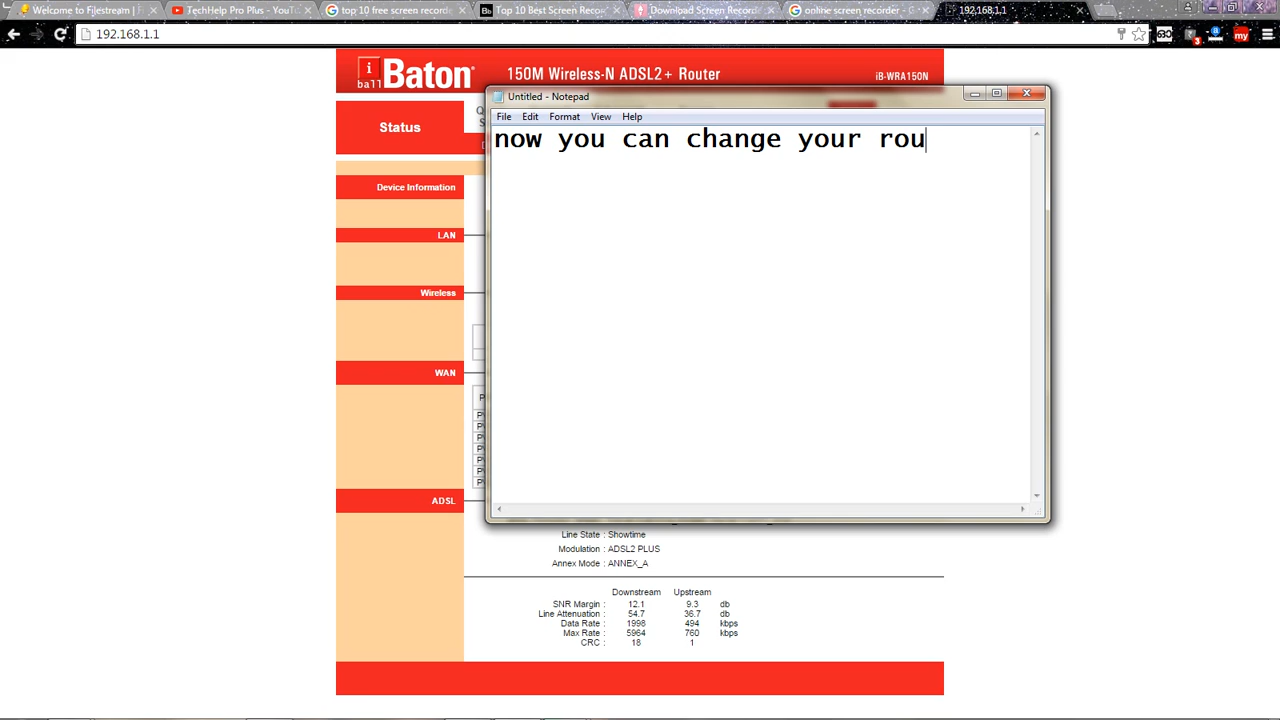 Welcome to Filestream |
TechHelp Pro Plus - YouTu
top 10 free screen record
Top 10 Best Screen Recor
Download Screen Record
online screen recorder -
192.168.1.1
192.168.1.1
i
ball Baton
150M Wireless-N ADSL2+ Router
iB-WRA150N
Status
Untitled - Notepad
File Edit Format View Help
now you can change your rou
Device Information
LAN
Wireless
WAN
ADSL
Line State : Showtime
Modulation : ADSL2 PLUS
Annex Mode : ANNEX_A
Downstream Upstream
SNR Margin : 12.1 9.3 db
Line Attenuation : 54.7 36.7 db
Data Rate : 1998 494 kbps
Max Rate : 5964 760 kbps
CRC : 18 1